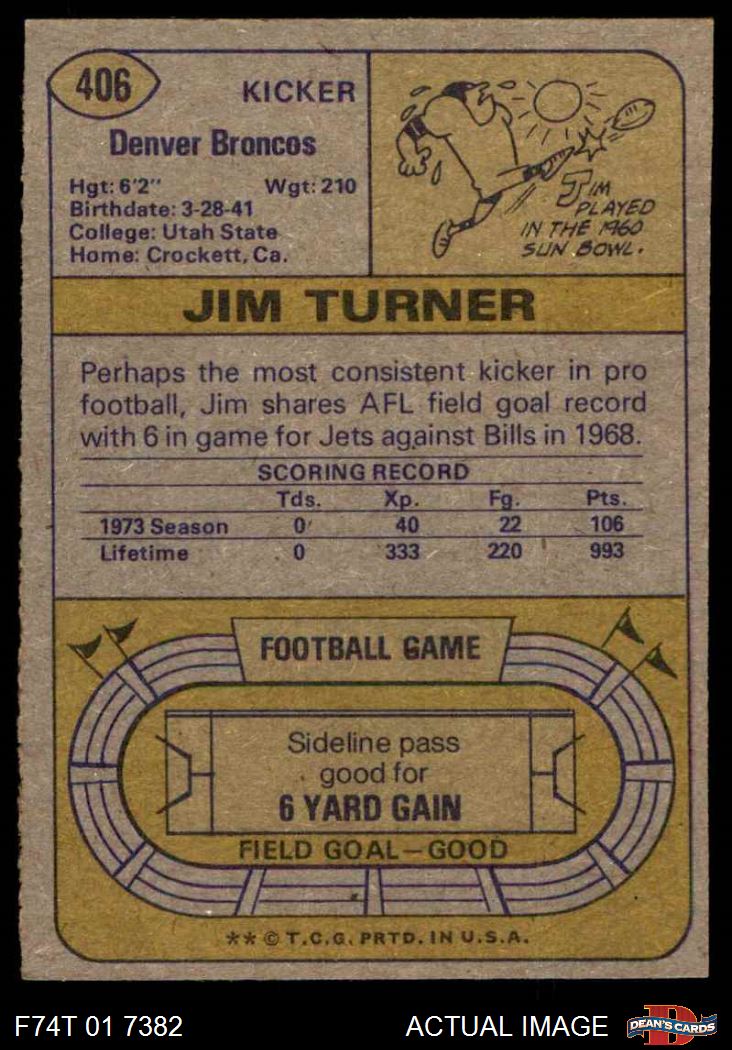 406
KICKER
Denver Broncos
Hgt: 6'2" Wgt: 210
Birthdate: 3-28-41
College: Utah State
Home: Crockett, Ca.
JIM
PLAYED
IN THE 1960
SUN BOWL.
JIM TURNER
Perhaps the most consistent kicker in pro
football, Jim shares AFL field goal record
with 6 in game for Jets against Bills in 1968.
SCORING RECORD
Tds. Xp. Fg. Pts.
1973 Season 0 40 22 106
Lifetime 0 333 220 993
FOOTBALL GAME
Sideline pass
good for
6 YARD GAIN
FIELD GOAL—GOOD
** © T.C.G. PRTD. IN U.S.A.
F74T 01 7382 ACTUAL IMAGE
D
DEAN'S CARDS